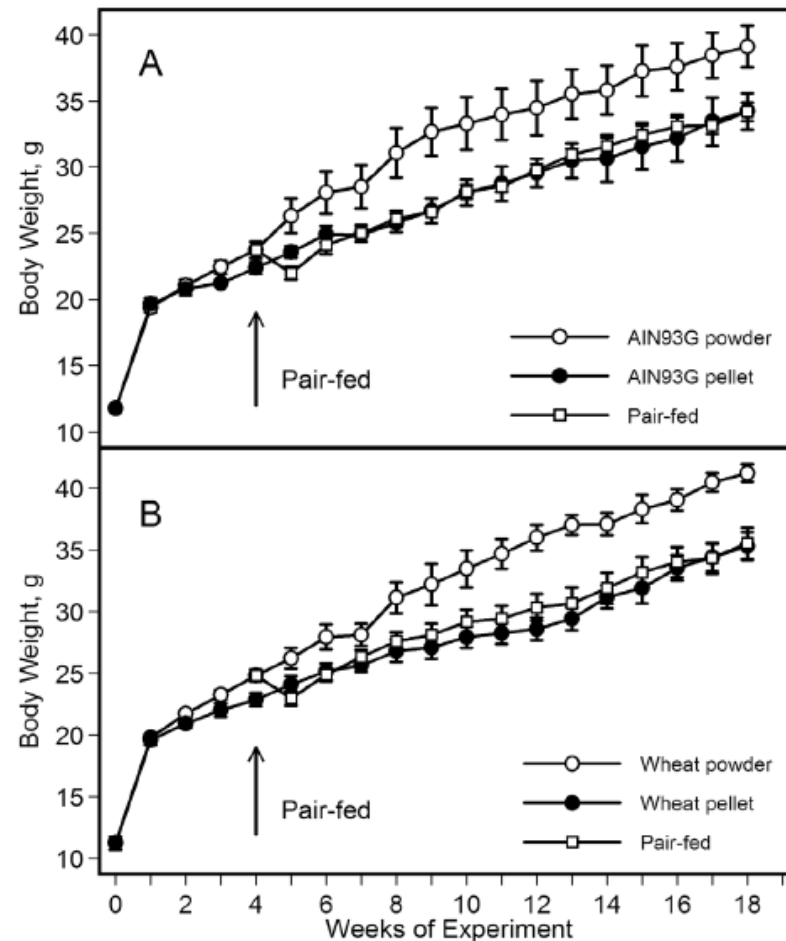 A
40
35
30
25
20
15
10
Body Weight, g
Pair-fed
AIN93G powder
AIN93G pellet
Pair-fed
B
40
35
30
25
20
15
10
Body Weight, g
Pair-fed
Wheat powder
Wheat pellet
Pair-fed
0 2 4 6 8 10 12 14 16 18
Weeks of Experiment